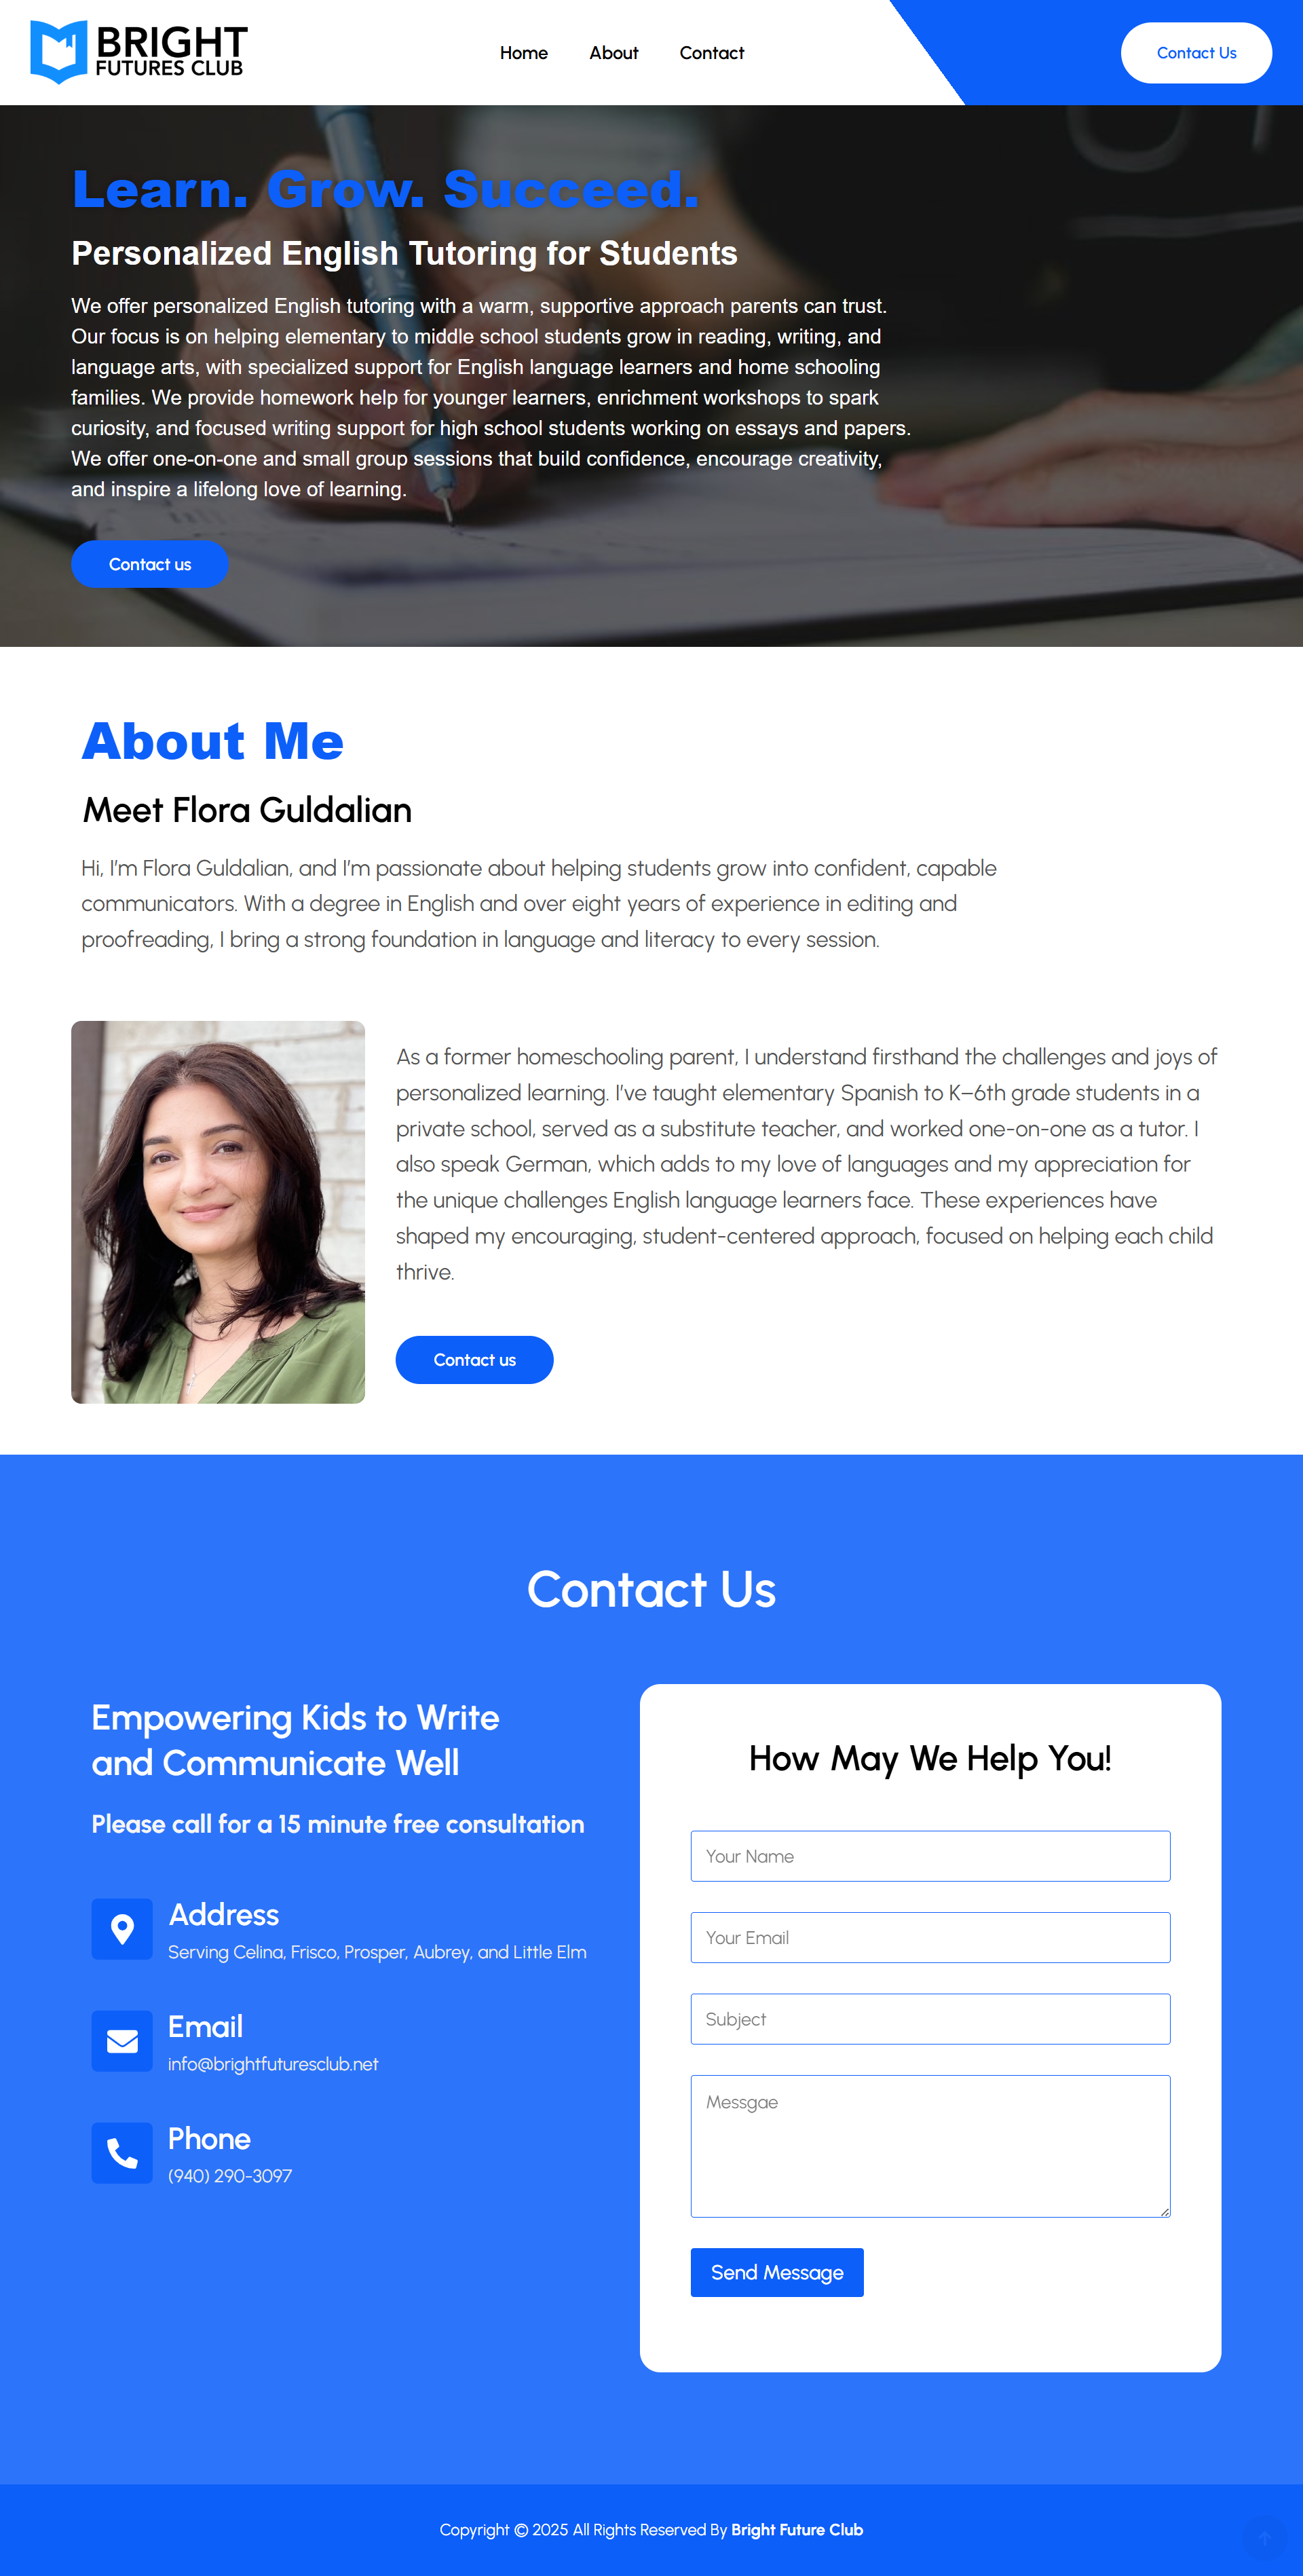 BRIGHT
FUTURES CLUB
Home About Contact
Contact Us
Learn. Grow. Succeed.
Personalized English Tutoring for Students
We offer personalized English tutoring with a warm, supportive approach parents can trust.
Our focus is on helping elementary to middle school students grow in reading, writing, and
language arts, with specialized support for English language learners and home schooling
families. We provide homework help for younger learners, enrichment workshops to spark
curiosity, and focused writing support for high school students working on essays and papers.
We offer one-on-one and small group sessions that build confidence, encourage creativity,
and inspire a lifelong love of learning.
Contact us
About Me
Meet Flora Guldalian
Hi, I'm Flora Guldalian, and I'm passionate about helping students grow into confident, capable
communicators. With a degree in English and over eight years of experience in editing and
proofreading, I bring a strong foundation in language and literacy to every session.
As a former homeschooling parent, I understand firsthand the challenges and joys of
personalized learning. I've taught elementary Spanish to K–6th grade students in a
private school, served as a substitute teacher, and worked one-on-one as a tutor. I
also speak German, which adds to my love of languages and my appreciation for
the unique challenges English language learners face. These experiences have
shaped my encouraging, student-centered approach, focused on helping each child
thrive.
Contact us
Contact Us
Empowering Kids to Write
and Communicate Well
Please call for a 15 minute free consultation
Address
Serving Celina, Frisco, Prosper, Aubrey, and Little Elm
Email
info@brightfuturesclub.net
Phone
(940) 290-3097
How May We Help You!
Your Name
Your Email
Subject
Messgae
Send Message
Copyright © 2025 All Rights Reserved By Bright Future Club